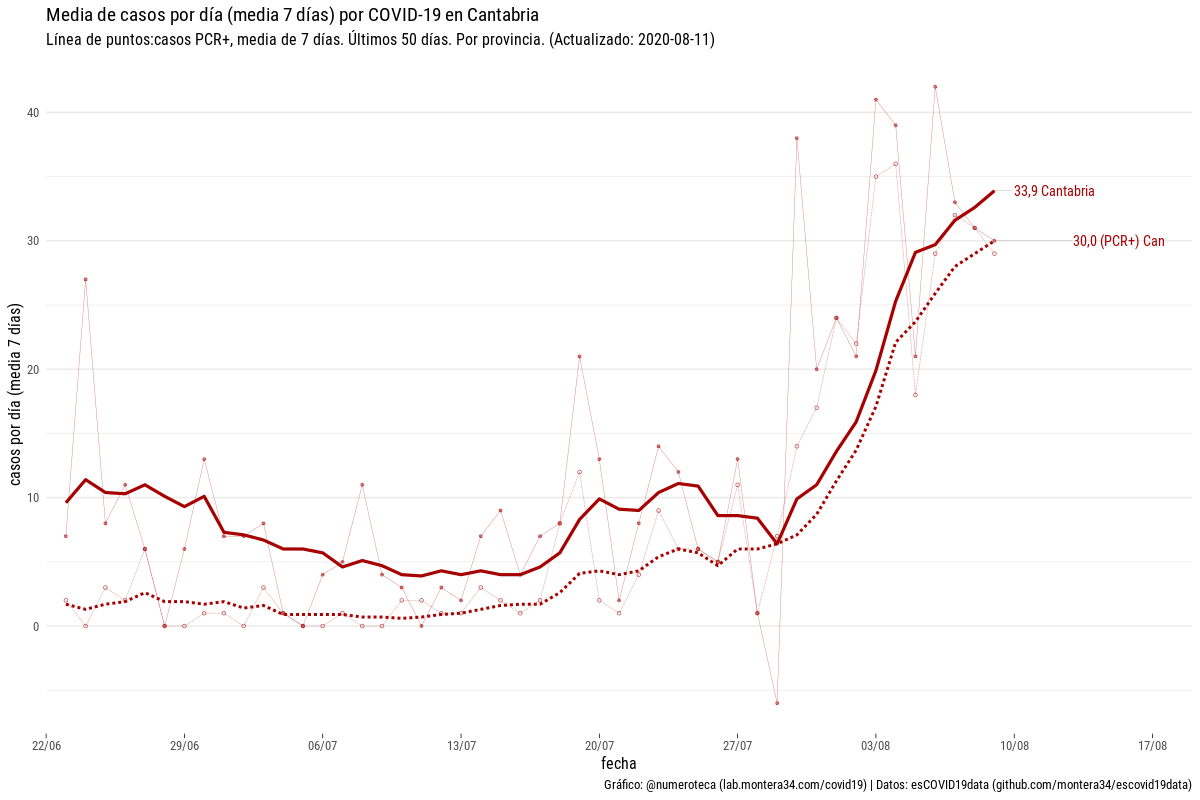 Media de casos por día (media 7 días) por COVID-19 en Cantabria
Línea de puntos:casos PCR+, media de 7 días. Últimos 50 días. Por provincia. (Actualizado: 2020-08-11)
casos por día (media 7 días)
40
30
20
10
0
33,9 Cantabria
30,0 (PCR+) Can
22/06
29/06
06/07
13/07
20/07
27/07
03/08
10/08
17/08
fecha
Gráfico: @numeroteca (lab.montera34.com/covid19) | Datos: esCOVID19data (github.com/montera34/escovid19data)